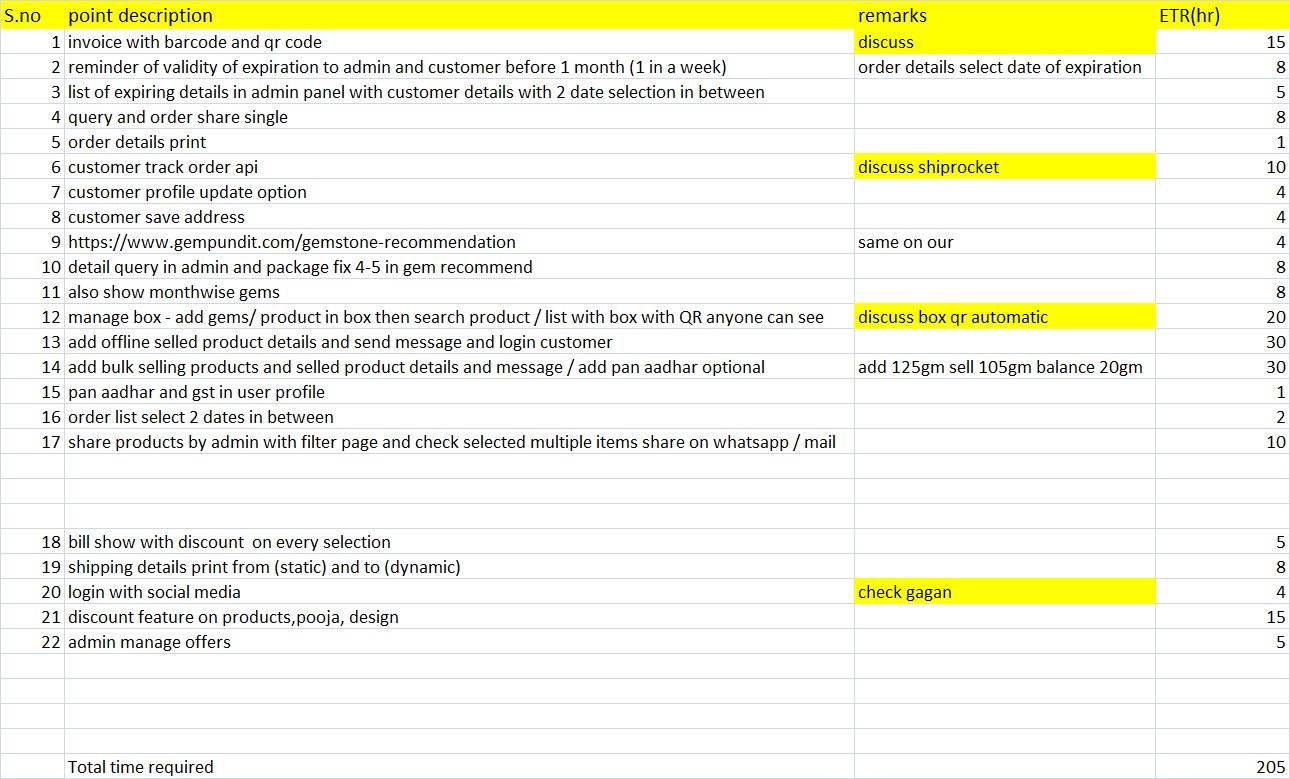 S.no point description remarks ETR(hr)
1 invoice with barcode and qr code discuss 15
2 reminder of validity of expiration to admin and customer before 1 month (1 in a week) order details select date of expiration 8
3 list of expiring details in admin panel with customer details with 2 date selection in between 5
4 query and order share single 8
5 order details print 1
6 customer track order api discuss shiprocket 10
7 customer profile update option 4
8 customer save address 4
9 https://www.gempundit.com/gemstone-recommendation same on our 4
10 detail query in admin and package fix 4-5 in gem recommend 8
11 also show monthwise gems 8
12 manage box - add gems/ product in box then search product / list with box with QR anyone can see discuss box qr automatic 20
13 add offline selled product details and send message and login customer 30
14 add bulk selling products and selled product details and message / add pan aadhar optional add 125gm sell 105gm balance 20gm 30
15 pan aadhar and gst in user profile 1
16 order list select 2 dates in between 2
17 share products by admin with filter page and check selected multiple items share on whatsapp / mail 10
18 bill show with discount  on every selection 5
19 shipping details print from (static) and to (dynamic) 8
20 login with social media check gagan 4
21 discount feature on products,pooja, design 15
22 admin manage offers 5
Total time required 205